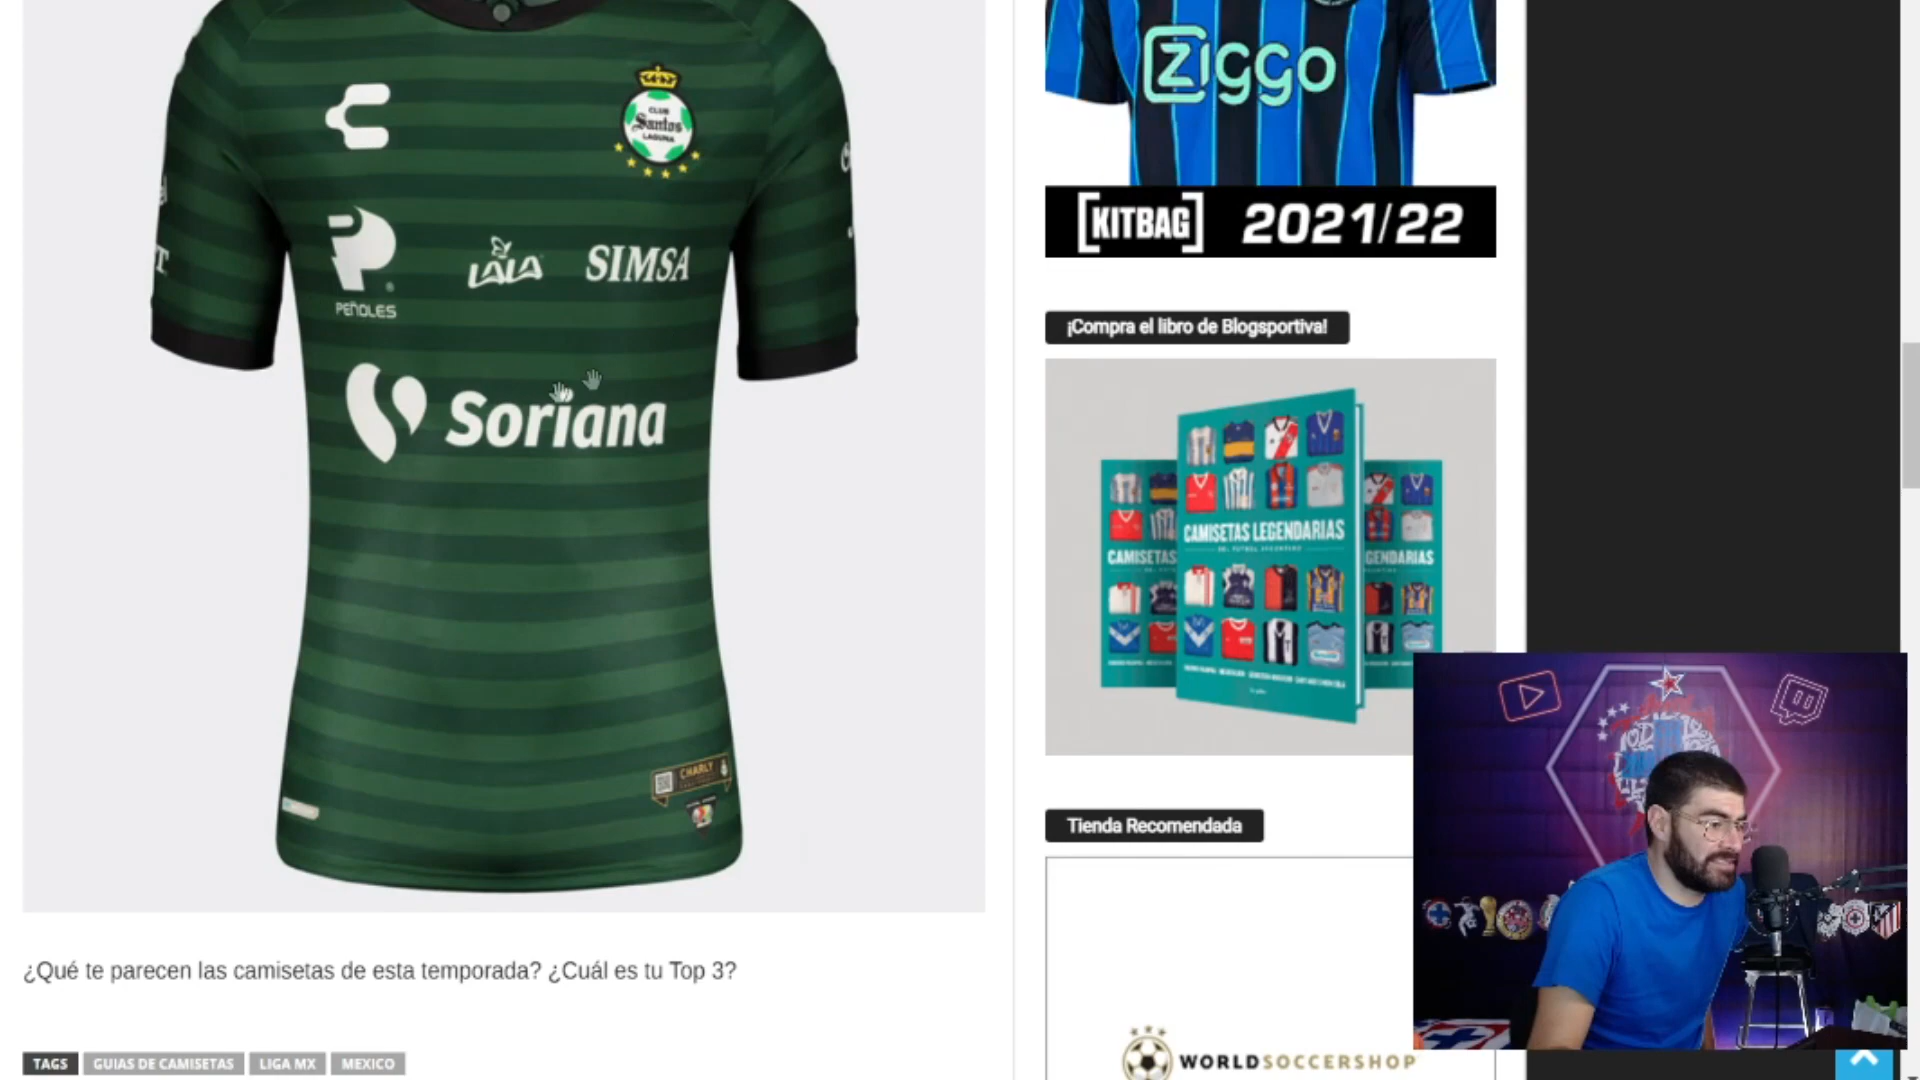 CLUB
Santos
LAGUNA
PEÑOLES
LALA
SIMSA
Soriana
CHARLY
¿Qué te parecen las camisetas de esta temporada? ¿Cuál es tu Top 3?
TAGS GUIAS DE CAMISETAS LIGA MX MEXICO
ZIGGO
[KITBAG] 2021/22
¡Compra el libro de Blogsportiva!
CAMISETAS LEGENDARIAS
CAMISETAS
GENDARIAS
Tienda Recomendada
WORLDSOCCERSHOP